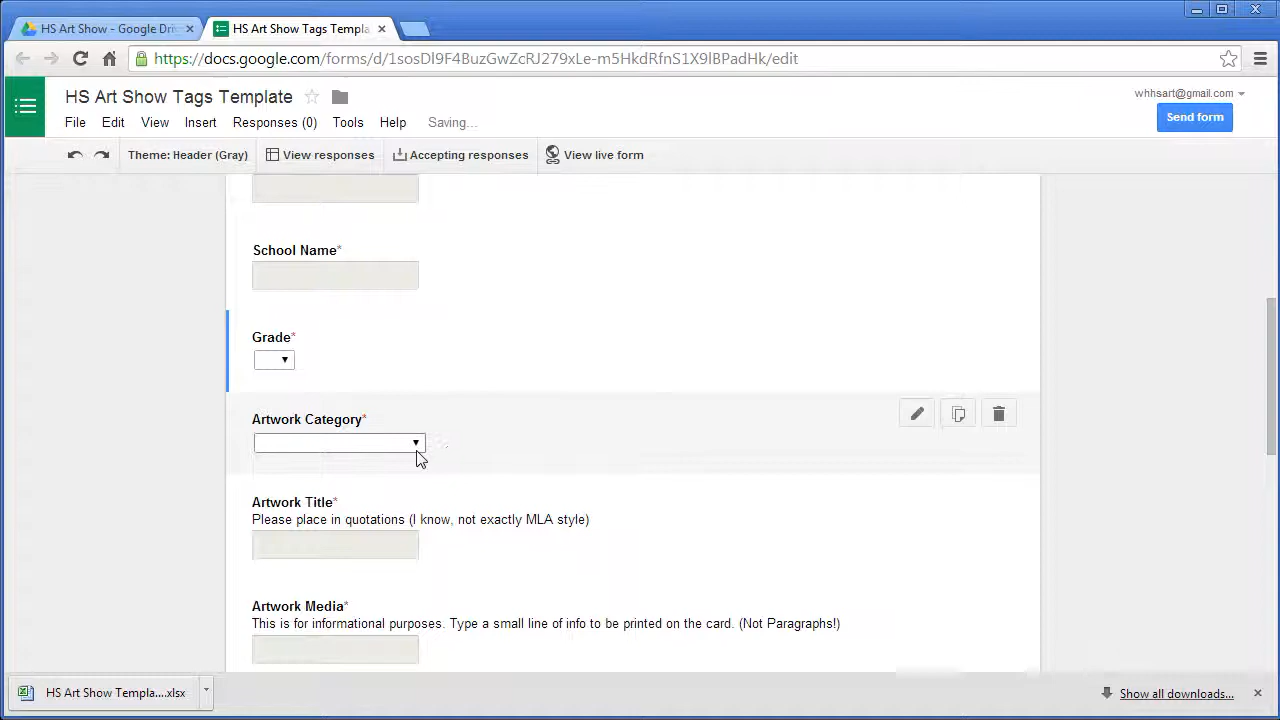 HS Art Show - Google Dri
HS Art Show Tags Templa
https://docs.google.com/forms/d/1sosDl9F4BuzGwZcRJ279xLe-m5HkdRfnS1X9lBPadHk/edit
HS Art Show Tags Template
whhsart@gmail.com
File Edit View Insert Responses (0) Tools Help Saving...
Send form
Theme: Header (Gray) View responses Accepting responses View live form
School Name*
Grade*
Artwork Category*
Artwork Title*
Please place in quotations (I know, not exactly MLA style)
Artwork Media*
This is for informational purposes. Type a small line of info to be printed on the card. (Not Paragraphs!)
HS Art Show Templa....xlsx
Show all downloads...